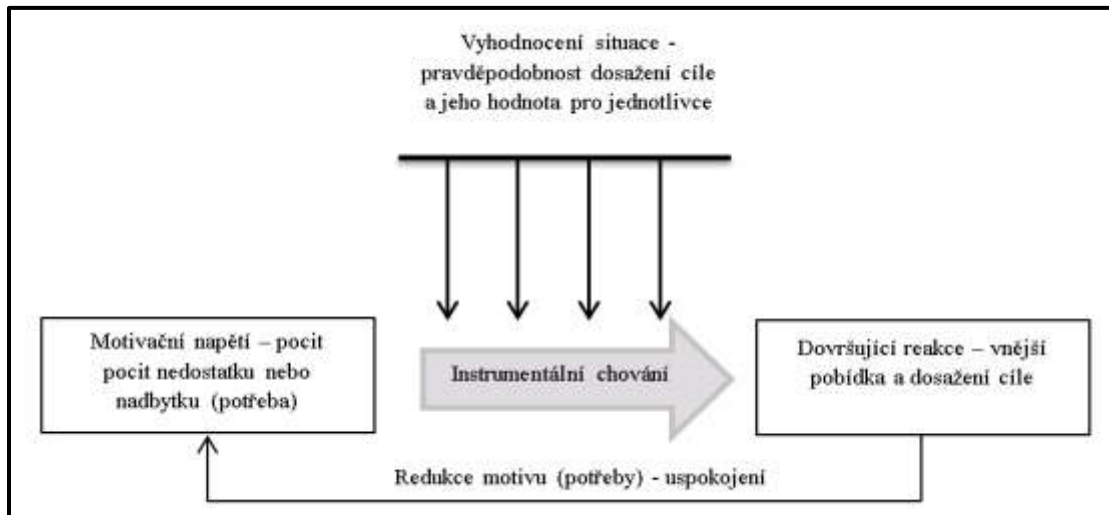 Vyhodnocení situace -
pravděpodobnost dosažení cíle
a jeho hodnota pro jednotlivce
Motivační napětí – pocit
pocit nedostatku nebo
nadbytku (potřeba)
Instrumentální chování
Dovršující reakce – vnější
pobídka a dosažení cíle
Redukce motivu (potřeby) - uspokojení